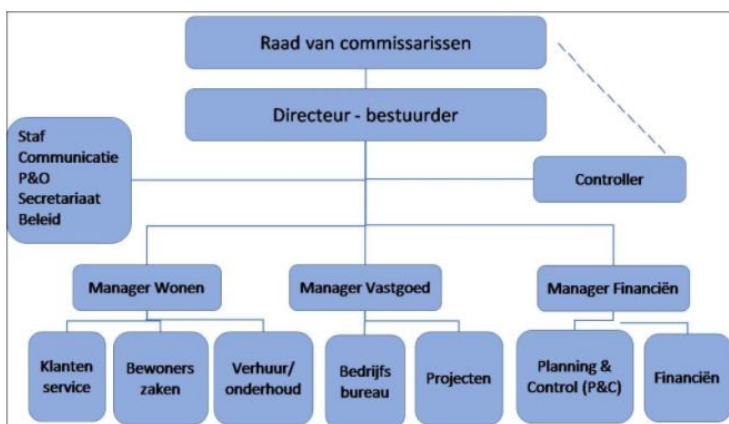 Raad van commissarissen
Directeur - bestuurder
Staf
Communicatie
P&O
Secretariaat
Beleid
Controller
Manager Wonen
Manager Vastgoed
Manager Financiën
Klanten
service
Bewoners
zaken
Verhuur/
onderhoud
Bedrijfs
bureau
Projecten
Planning &
Control (P&C)
Financiën